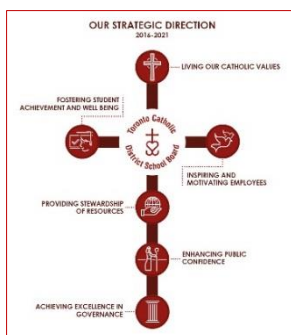 OUR STRATEGIC DIRECTION
2016-2021
LIVING OUR CATHOLIC VALUES
FOSTERING STUDENT
ACHIEVEMENT AND WELL BEING
Toronto Catholic
District School Board
INSPIRING AND
MOTIVATING EMPLOYEES
PROVIDING STEWARDSHIP
OF RESOURCES
ENHANCING PUBLIC
CONFIDENCE
ACHIEVING EXCELLENCE IN
GOVERNANCE